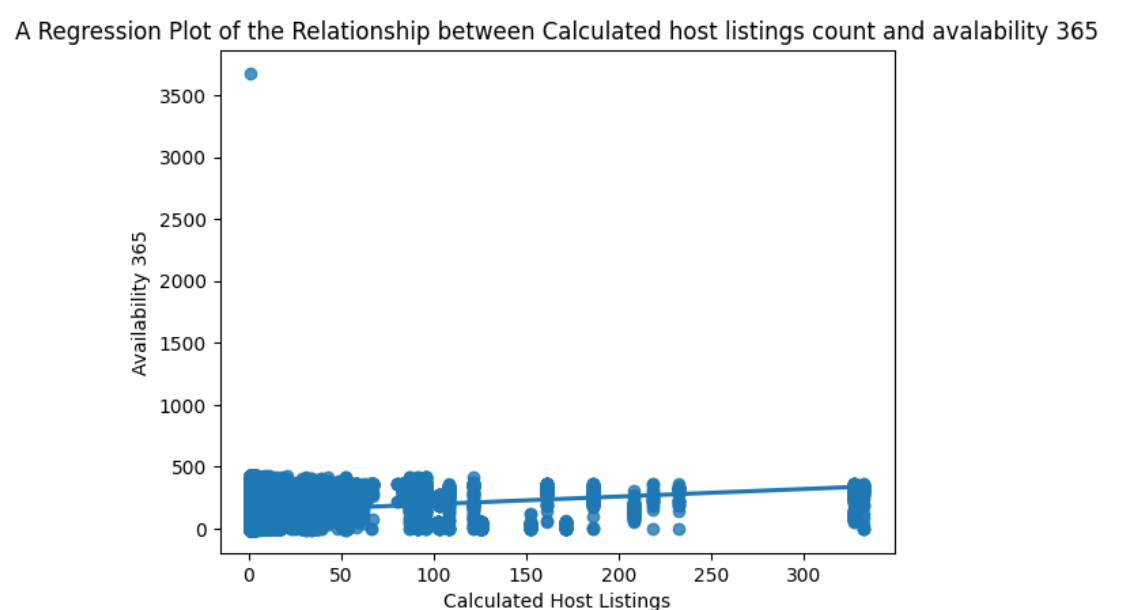 A Regression Plot of the Relationship between Calculated host listings count and avalability 365
3500
3000
2500
2000
1500
1000
500
0
Availability 365
0 50 100 150 200 250 300
Calculated Host Listings